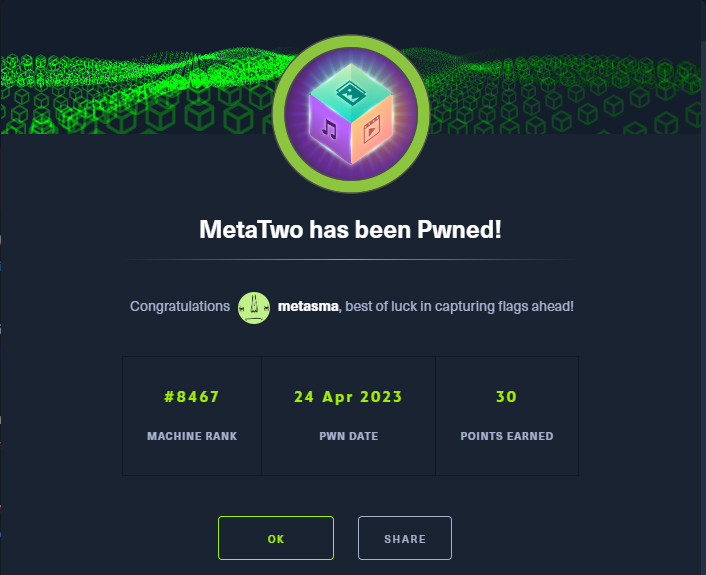 MetaTwo has been Pwned!
Congratulations metasma, best of luck in capturing flags ahead!
#8467 24 Apr 2023 30
MACHINE RANK PWN DATE POINTS EARNED
OK SHARE